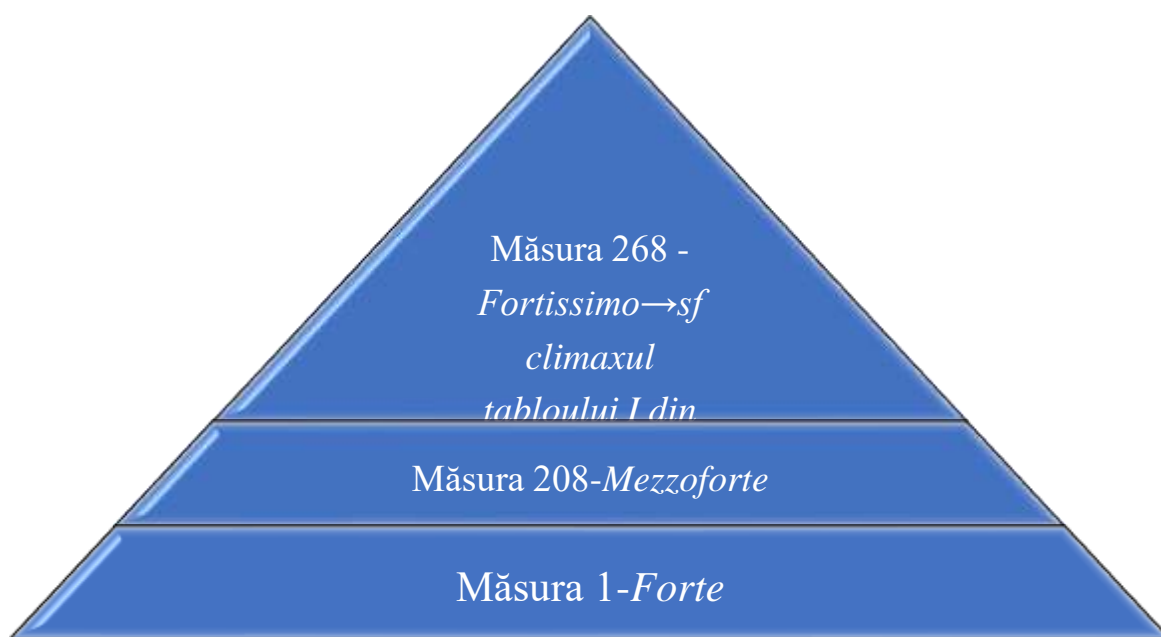 Măsura 268 -
Fortissimo→sf
climaxul
tabloului I din
Măsura 208-Mezzoforte
Măsura 1-Forte